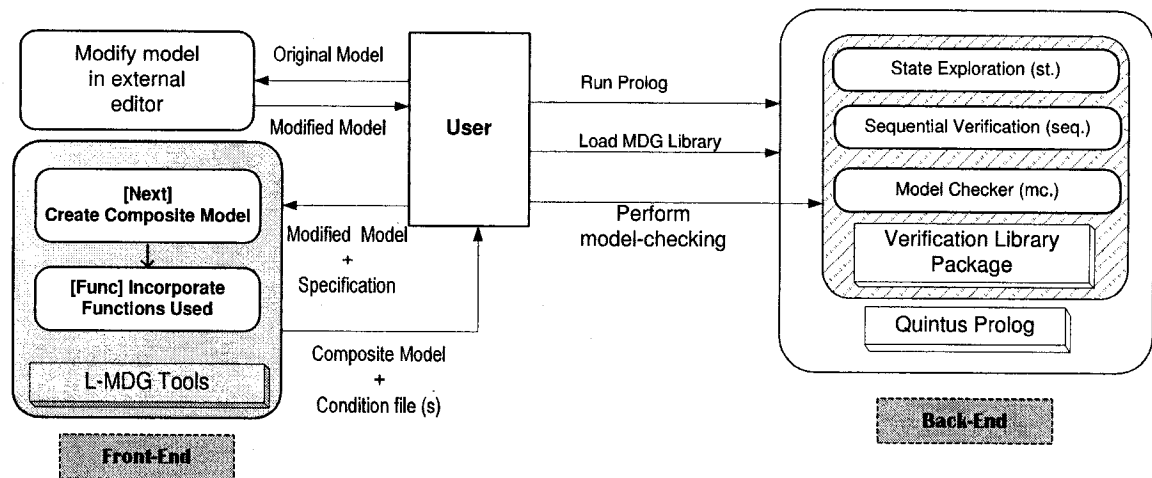 Modify model
in external
editor
Original Model
Modified Model
User
Run Prolog
Load MDG Library
Perform
model-checking
State Exploration (st.)
Sequential Verification (seq.)
Model Checker (mc.)
Verification Library
Package
Quintus Prolog
Back-End
[Next]
Create Composite Model
[Func] Incorporate
Functions Used
L-MDG Tools
Front-End
Modified Model
+
Specification
Composite Model
+
Condition file (s)